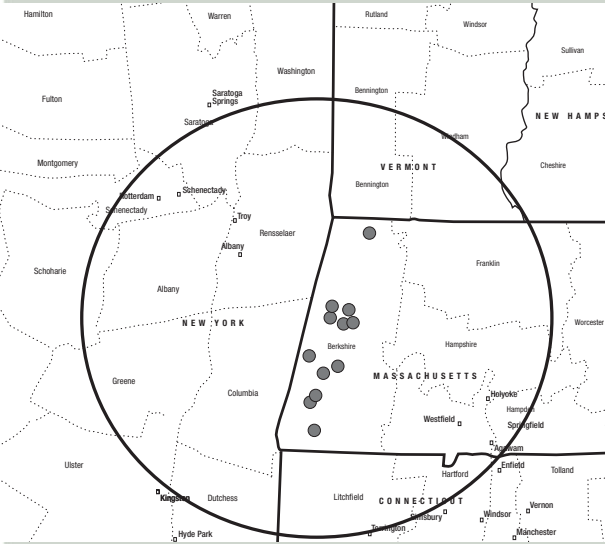 Hamilton
Warren
Rutland
Windsor
Sullivan
Washington
Bennington
Fulton
Saratoga
Springs
Saratoga
NEW HAMPS
Windham
Montgomery
VERMONT
Cheshire
Bennington
Rotterdam
Schenectady
Schenectady
Troy
Rensselaer
Albany
Franklin
Schoharie
Albany
NEW YORK
Worcester
Berkshire
Hampshire
MASSACHUSETTS
Greene
Columbia
Holyoke
Hampden
Westfield
Springfield
Agawam
Ulster
Enfield
Tolland
Hartford
Kingston
Dutchess
Litchfield
CONNECTICUT
Simsbury
Windsor
Vernon
Torrington
Hyde Park
Manchester